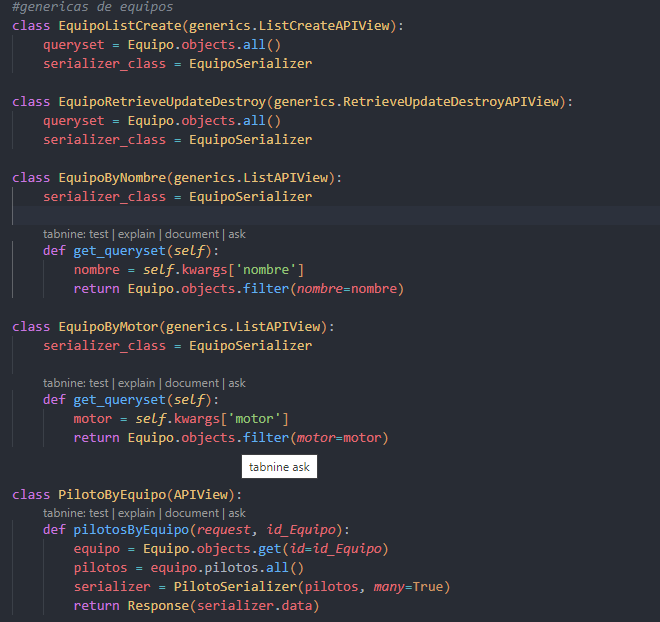 #genericas de equipos
class EquipoListCreate(generics.ListCreateAPIView):
queryset = Equipo.objects.all()
serializer_class = EquipoSerializer
class EquipoRetrieveUpdateDestroy(generics.RetrieveUpdateDestroyAPIView):
queryset = Equipo.objects.all()
serializer_class = EquipoSerializer
class EquipoByNombre(generics.ListAPIView):
serializer_class = EquipoSerializer
tabnine: test | explain | document | ask
def get_queryset(self):
nombre = self.kwargs['nombre']
return Equipo.objects.filter(nombre=nombre)
class EquipoByMotor(generics.ListAPIView):
serializer_class = EquipoSerializer
tabnine: test | explain | document | ask
def get_queryset(self):
motor = self.kwargs['motor']
return Equipo.objects.filter(motor=motor)
tabnine ask
class PilotoByEquipo(APIView):
tabnine: test | explain | document | ask
def pilotosByEquipo(request, id_Equipo):
equipo = Equipo.objects.get(id=id_Equipo)
pilotos = equipo.pilotos.all()
serializer = PilotoSerializer(pilotos, many=True)
return Response(serializer.data)